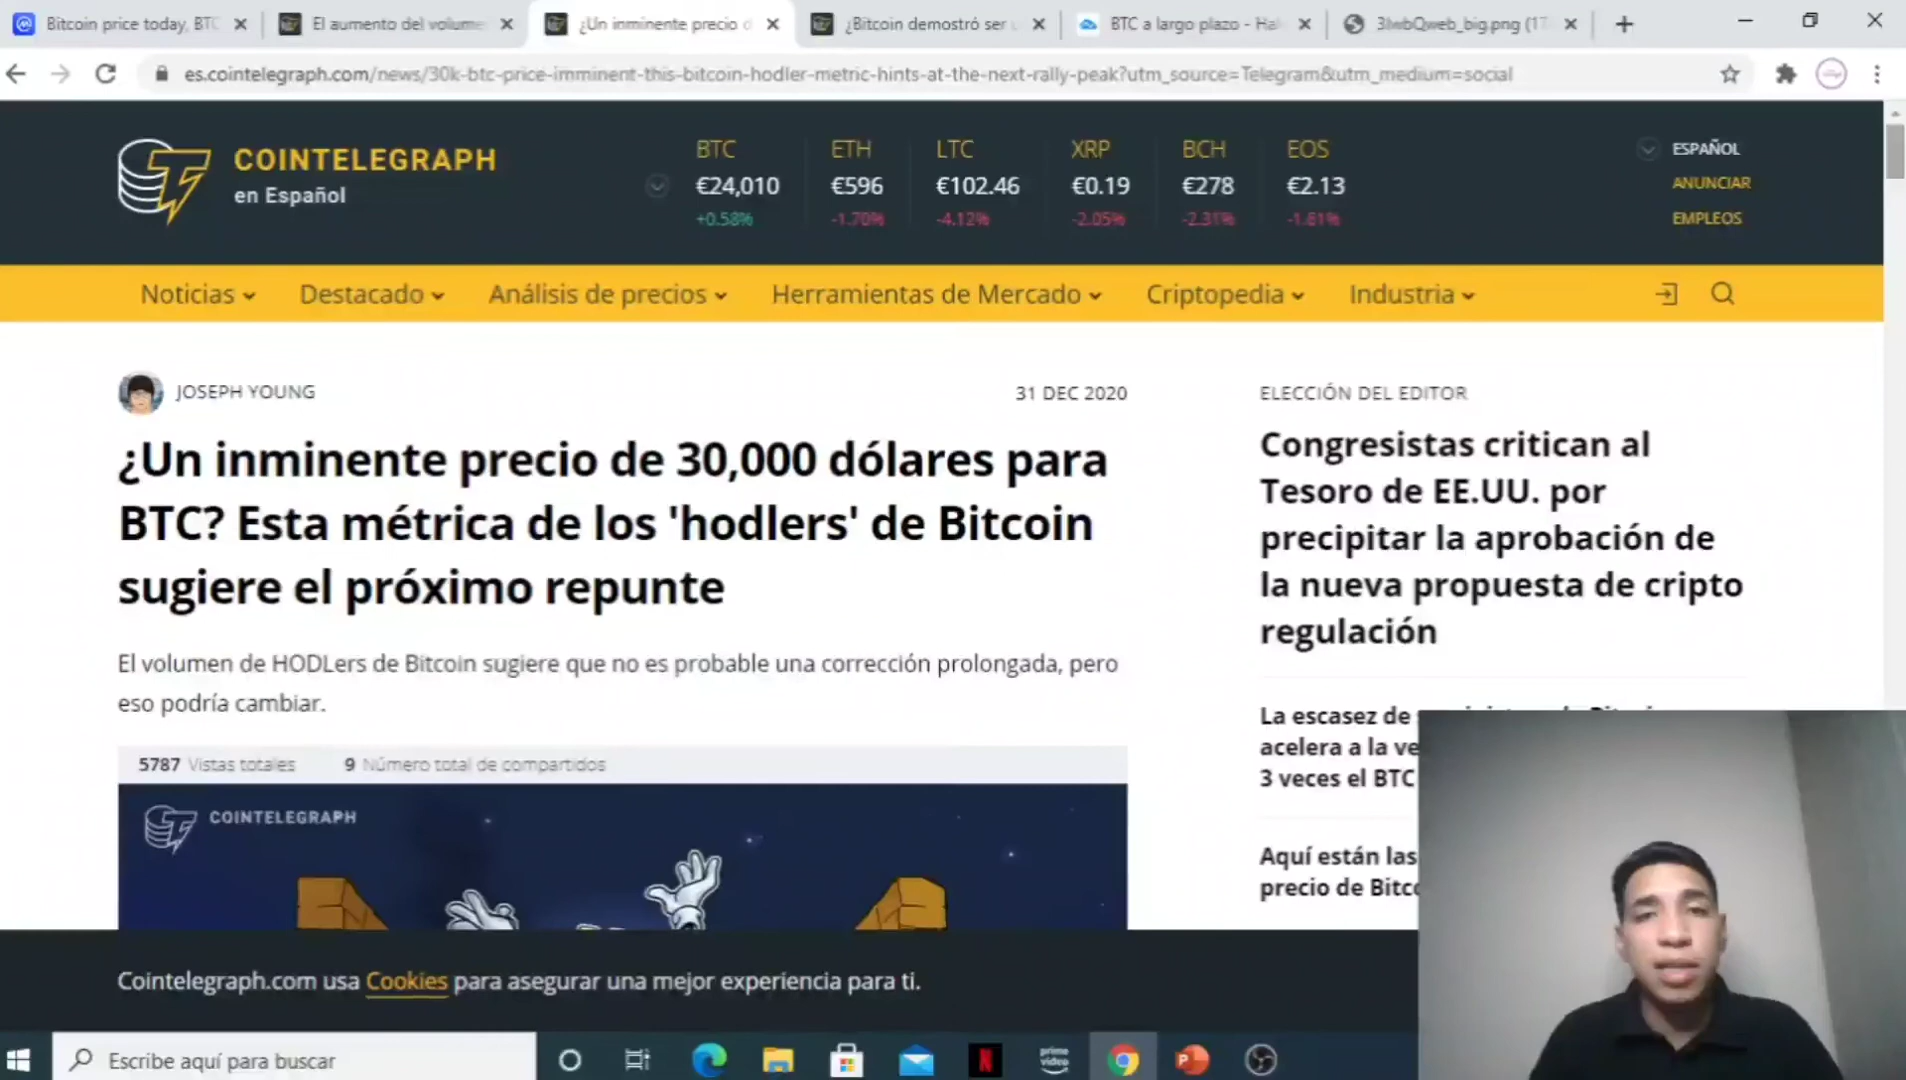 Bitcoin price today, BTC
El aumento del volume
¿Un inminente precio d
¿Bitcoin demostró ser
BTC a largo plazo - Ha
3IwbQweb_big.png (17
es.cointelegraph.com/news/30k-btc-price-imminent-this-bitcoin-hodler-metric-hints-at-the-next-rally-peak?utm_source=Telegram&utm_medium=social
COINTELEGRAPH
en Español
BTC ETH LTC XRP BCH EOS
€24,010 €596 €102.46 €0.19 €278 €2.13
+0.58% -1.70% -4.12% -2.05% -2.31% -1.81%
ESPAÑOL
ANUNCIAR
EMPLEOS
Noticias Destacado Análisis de precios Herramientas de Mercado Criptopedia Industria
JOSEPH YOUNG
31 DEC 2020
¿Un inminente precio de 30,000 dólares para
BTC? Esta métrica de los 'hodlers' de Bitcoin
sugiere el próximo repunte
El volumen de HODLers de Bitcoin sugiere que no es probable una corrección prolongada, pero
eso podría cambiar.
5787 Vistas totales 9 Número total de compartidos
COINTELEGRAPH
ELECCIÓN DEL EDITOR
Congresistas critican al
Tesoro de EE.UU. por
precipitar la aprobación de
la nueva propuesta de cripto
regulación
La escasez de
acelera a la ve
3 veces el BTC
Aquí están las
precio de Bitc
Cointelegraph.com usa Cookies para asegurar una mejor experiencia para ti.
Escribe aquí para buscar
prime
video